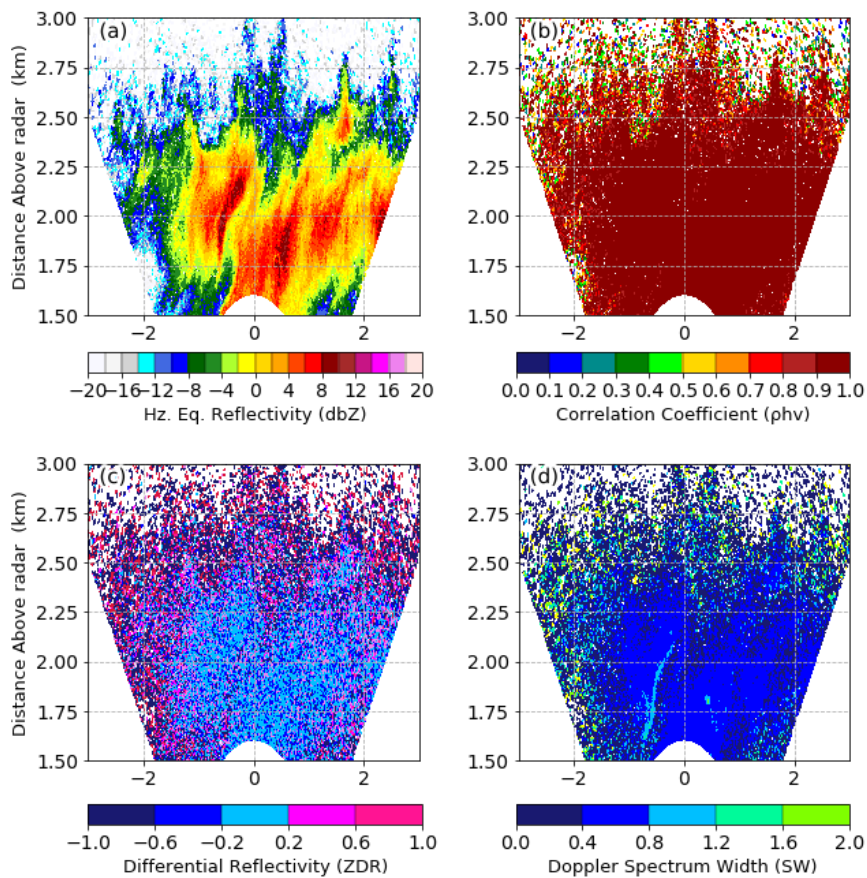 (a)
Distance Above radar (km)
3.00
2.75
2.50
2.25
2.00
1.75
1.50
−2 0 2
−20 −16 −12 −8 −4 0 4 8 12 16 20
Hz. Eq. Reflectivity (dbZ)
(b)
3.00
2.75
2.50
2.25
2.00
1.75
1.50
−2 0 2
0.0 0.1 0.2 0.3 0.4 0.5 0.6 0.7 0.8 0.9 1.0
Correlation Coefficient (ρhv)
(c)
Distance Above radar (km)
3.00
2.75
2.50
2.25
2.00
1.75
1.50
−2 0 2
−1.0 −0.6 −0.2 0.2 0.6 1.0
Differential Reflectivity (ZDR)
(d)
3.00
2.75
2.50
2.25
2.00
1.75
1.50
−2 0 2
0.0 0.4 0.8 1.2 1.6 2.0
Doppler Spectrum Width (SW)